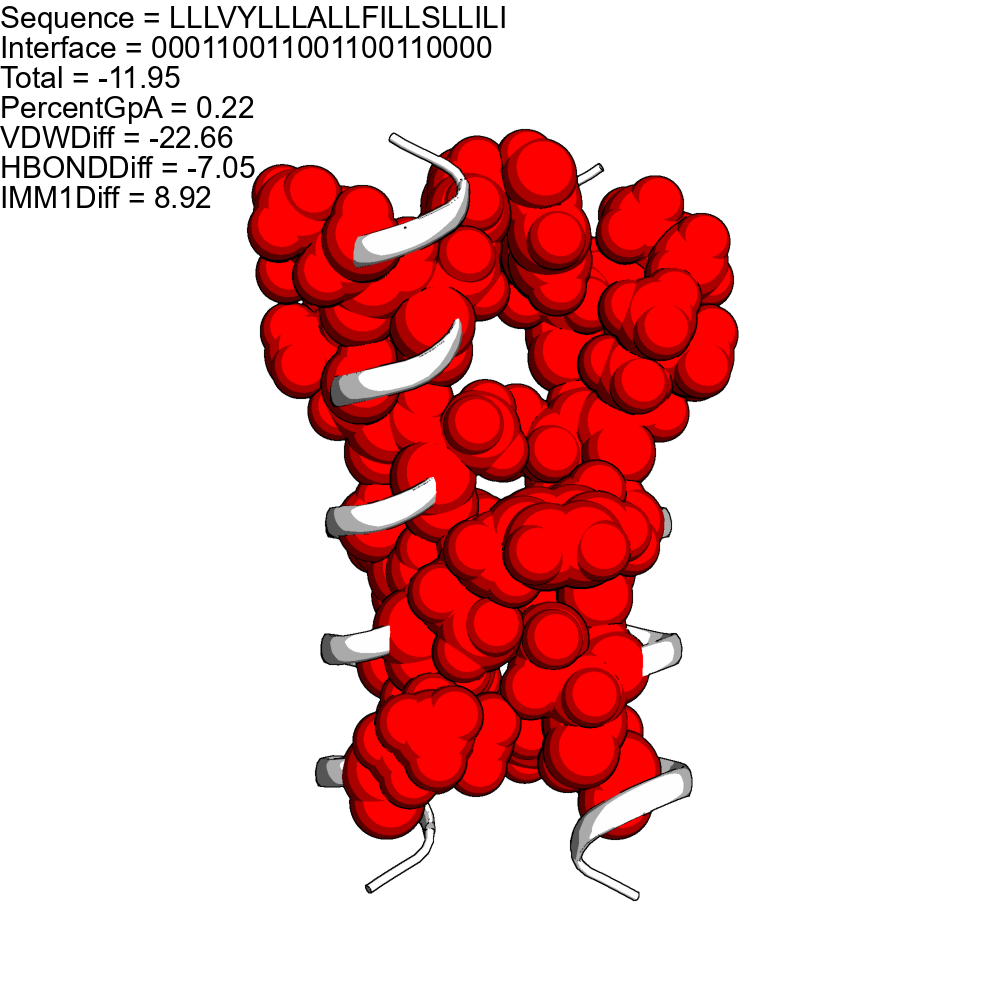 Sequence = LLLVYLLLALLFILLSLLILI
Interface = 000110011001100110000
Total = -11.95
PercentGpA = 0.22
VDWDiff = -22.66
HBONDDiff = -7.05
IMM1Diff = 8.92